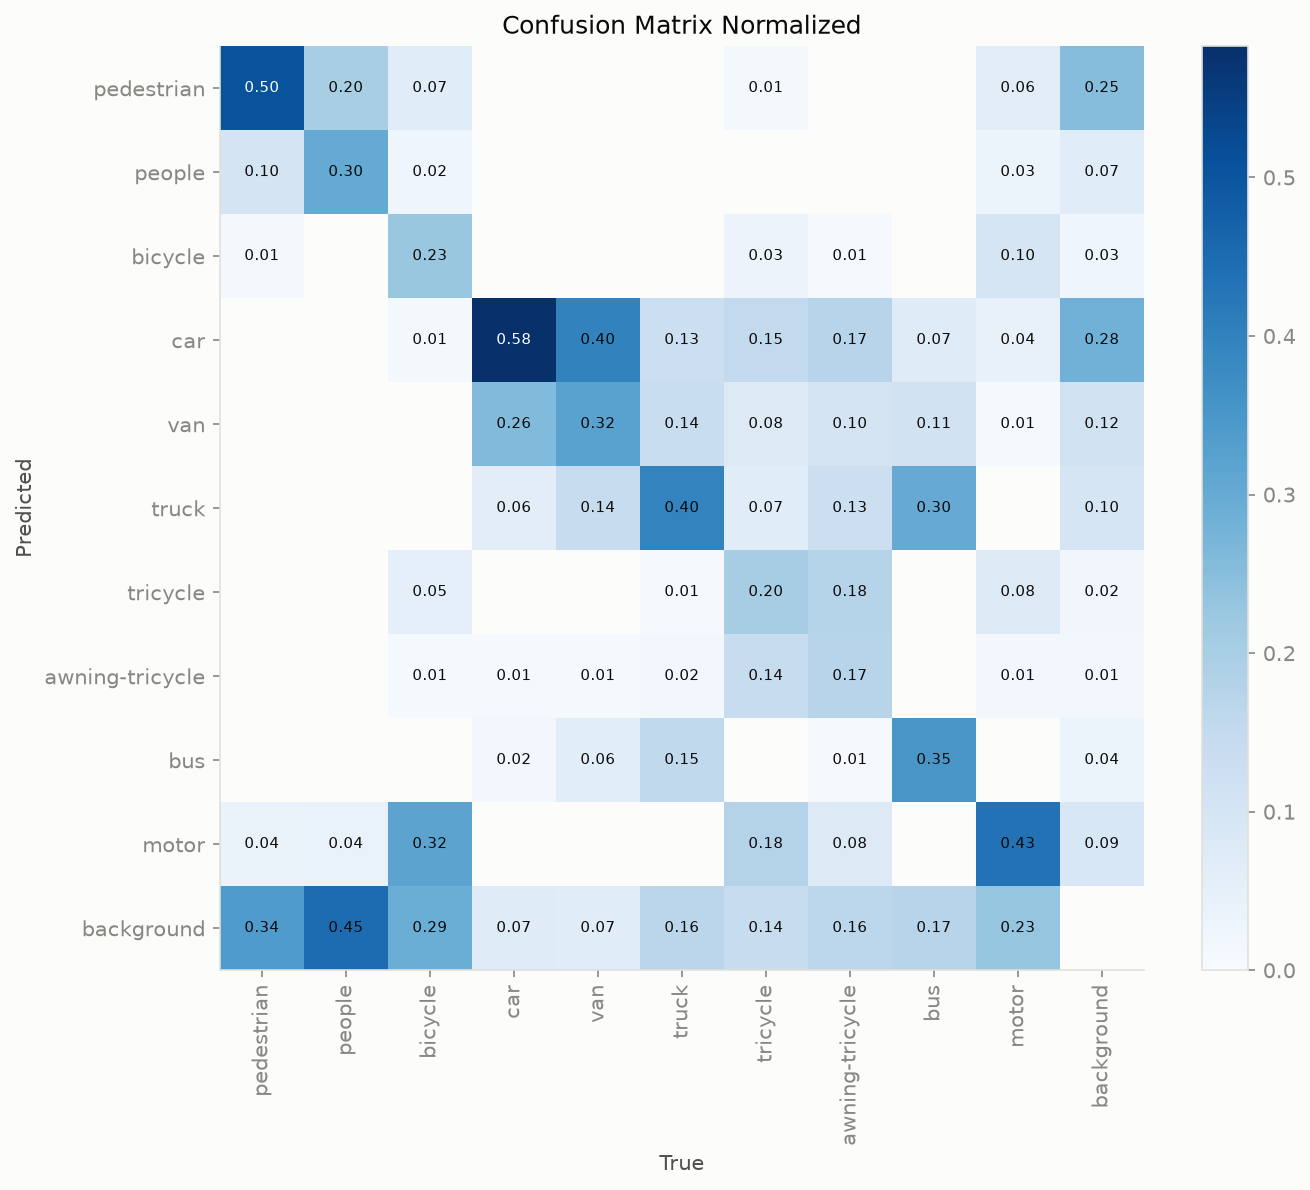 Confusion Matrix Normalized
pedestrian 0.50 0.20 0.07 0.01 0.06 0.25
people 0.10 0.30 0.02 0.03 0.07
bicycle 0.01 0.23 0.03 0.01 0.10 0.03
car 0.01 0.58 0.40 0.13 0.15 0.17 0.07 0.04 0.28
van 0.26 0.32 0.14 0.08 0.10 0.11 0.01 0.12
truck 0.06 0.14 0.40 0.07 0.13 0.30 0.10
tricycle 0.05 0.01 0.20 0.18 0.08 0.02
awning-tricycle 0.01 0.01 0.01 0.02 0.14 0.17 0.01 0.01
bus 0.02 0.06 0.15 0.01 0.35 0.04
motor 0.04 0.04 0.32 0.18 0.08 0.43 0.09
background 0.34 0.45 0.29 0.07 0.07 0.16 0.14 0.16 0.17 0.23
Predicted
pedestrian
people
bicycle
car
van
truck
tricycle
awning-tricycle
bus
motor
background
True
0.5
0.4
0.3
0.2
0.1
0.0